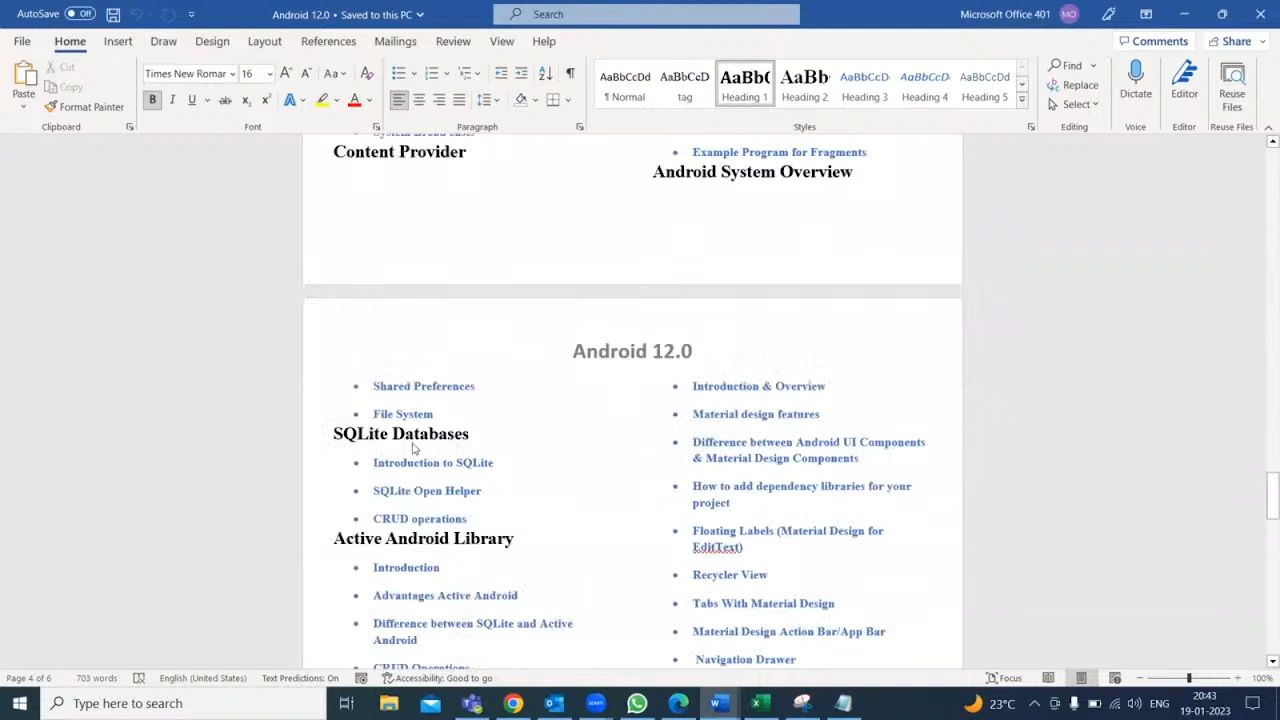 AutoSave Off
Android 12.0 • Saved to this PC
Search
Microsoft Office 401
MO
File Home Insert Draw Design Layout References Mailings Review View Help
Comments Share
Paste
Cut
Copy
Format Painter
Clipboard
Times New Romar 16
Font
Paragraph
AaBbCcDd AaBbCcD AaBbC AaBb AaBbCcD AaBbCcD AaBbCcDd
¶ Normal tag Heading 1 Heading 2 Heading 3 Heading 4 Heading 5
Styles
Find
Replace
Select
Editing
Dictate
Voice
Editor
Editor
Reuse
Files
Reuse Files
Content Provider
Example Program for Fragments
Android System Overview
Android 12.0
• Shared Preferences
• File System
SQLite Databases
• Introduction to SQLite
• SQLite Open Helper
• CRUD operations
Active Android Library
• Introduction
• Advantages Active Android
• Difference between SQLite and Active
Android
CRUD Operations
• Introduction & Overview
• Material design features
• Difference between Android UI Components
& Material Design Components
• How to add dependency libraries for your
project
• Floating Labels (Material Design for
EditText)
• Recycler View
• Tabs With Material Design
• Material Design Action Bar/App Bar
• Navigation Drawer
Page 4 of 6 703 words English (United States) Text Predictions: On Accessibility: Good to go
Focus
100%
Type here to search
23°C
ENG
20:43
19-01-2023